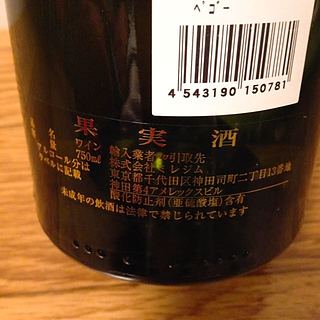 ペゴー
4 543190 150781
果実酒
品名 ワイン
容量 750ml
アルコール分は
ラベルに記載
輸入業者・引取先
株式会社ミレジム
東京都千代田区神田司町二丁目13番地
神田第4アメレックスビル
酸化防止剤(亜硫酸塩)含有
未成年の飲酒は法律で禁じられています